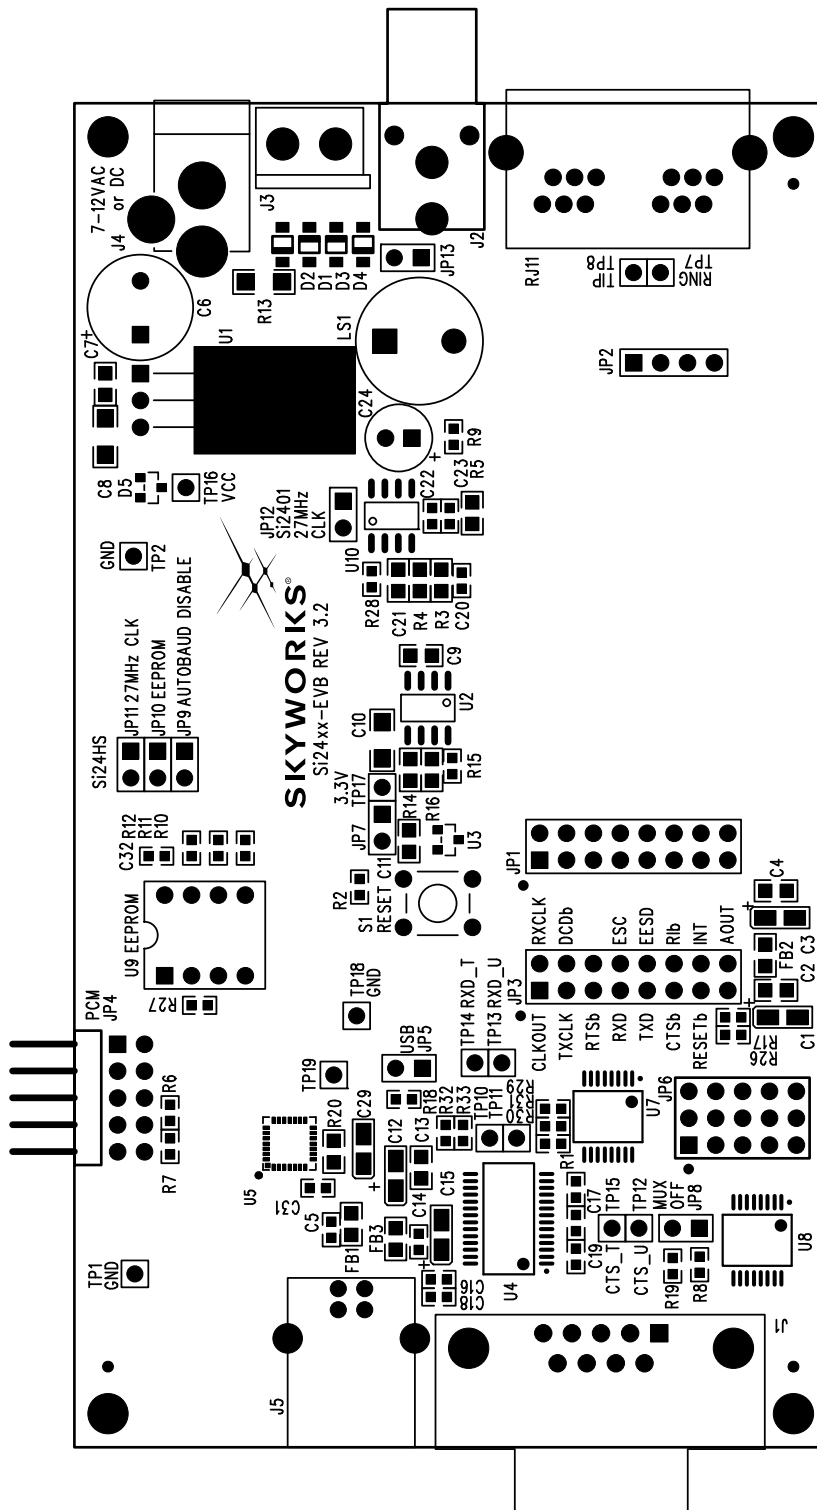 7-12VAC
or DC
J4
J3
J2
RJ11
C6
C7+
U1
R13
D2
D1
D3
D4
JP13
LS1
TIP
TP8
RING
TP7
JP2
C24
R9
+
C8
D5
TP16
VCC
JP12
Si2401
27MHz
CLK
U10
C22
C23
R5
GND
TP2
R28
C21
R4
R3
C20
SKYWORKS®
Si24xx-EVB REV 3.2
Si24HS
JP11 27MHz CLK
JP10 EEPROM
JP9 AUTOBAUD DISABLE
C9
U2
C10
3.3V
TP17
JP7
R14
R16
R15
C11
U3
C32
R12
R11
R10
U9 EEPROM
R27
R2
S1
RESET
TP18
GND
JP1
JP3
RXCLK
DCDb
ESC
EESD
RIb
INT
AOUT
CLKOUT
TXCLK
RTSb
RXD
TXD
CTSb
RESETb
C4
+
C3
FB2
C2
+
C1
R17
R26
PCM
JP4
R6
R7
TP19
USB
JP5
TP14 RXD_T
TP13 RXD_U
R18
R32
R33
TP10
TP11
R29
R31
R30
R1
U7
JP6
U5
R20
C29
C12
C13
+
C14
C15
C31
C5
FB1
FB3
+
C16
C18
U4
C17
C19
TP15
TP12
CTS_T
CTS_U
MUX
OFF
JP8
R19
R8
U8
TP1
GND
J5
J1